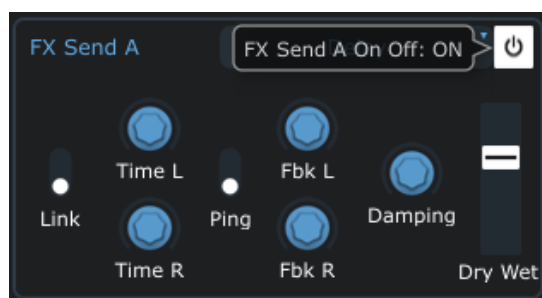 FX Send A
FX Send A On Off: ON
Time L
Fbk L
Link
Ping
Damping
Time R
Fbk R
Dry Wet